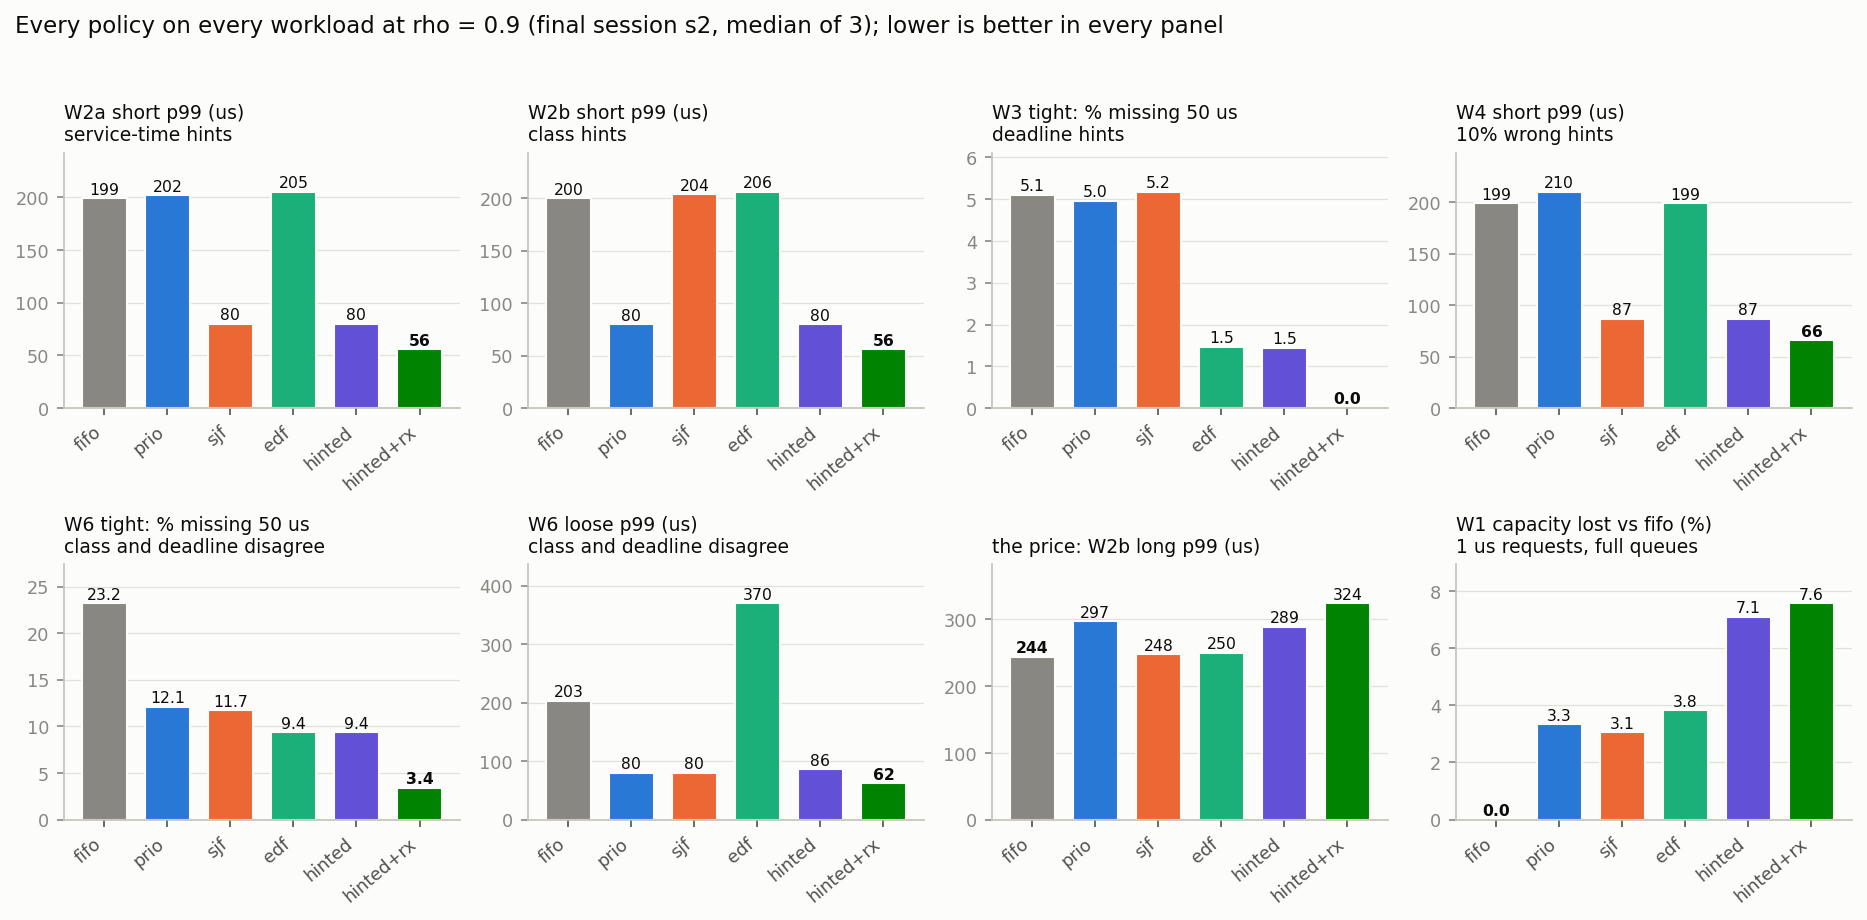 Every policy on every workload at rho = 0.9 (final session s2, median of 3); lower is better in every panel
W2a short p99 (us)
service-time hints
200
150
100
50
0
199
202
80
205
80
56
fifo
prio
sjf
edf
hinted
hinted+rx
W2b short p99 (us)
class hints
200
150
100
50
0
200
80
204
206
80
56
fifo
prio
sjf
edf
hinted
hinted+rx
W3 tight: % missing 50 us
deadline hints
6
5
4
3
2
1
0
5.1
5.0
5.2
1.5
1.5
0.0
fifo
prio
sjf
edf
hinted
hinted+rx
W4 short p99 (us)
10% wrong hints
200
150
100
50
0
199
210
87
199
87
66
fifo
prio
sjf
edf
hinted
hinted+rx
W6 tight: % missing 50 us
class and deadline disagree
25
20
15
10
5
0
23.2
12.1
11.7
9.4
9.4
3.4
fifo
prio
sjf
edf
hinted
hinted+rx
W6 loose p99 (us)
class and deadline disagree
400
300
200
100
0
203
80
80
370
86
62
fifo
prio
sjf
edf
hinted
hinted+rx
the price: W2b long p99 (us)
300
200
100
0
244
297
248
250
289
324
fifo
prio
sjf
edf
hinted
hinted+rx
W1 capacity lost vs fifo (%)
1 us requests, full queues
8
6
4
2
0
0.0
3.3
3.1
3.8
7.1
7.6
fifo
prio
sjf
edf
hinted
hinted+rx